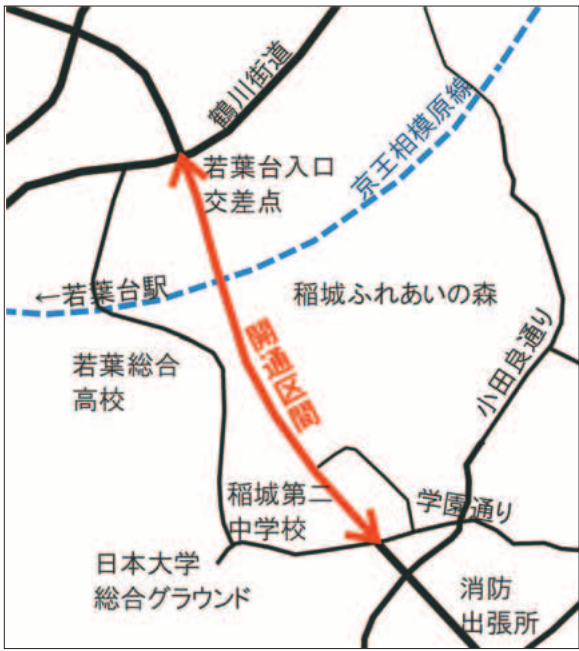 鶴川街道
若葉台入口
交差点
京王相模原線
←若葉台駅
稲城ふれあいの森
若葉総合
高校
開通区間
小田良通り
稲城第二
中学校
学園通り
日本大学
総合グラウンド
消防
出張所